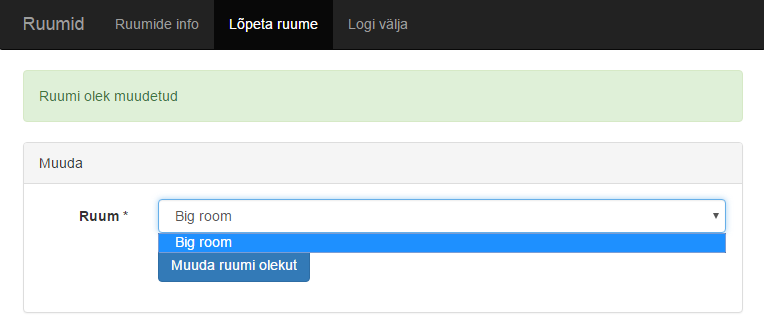 Ruumid Ruumide info Lõpeta ruume Logi välja
Ruumi olek muudetud
Muuda
Ruum * Big room
Big room
Muuda ruumi olekut